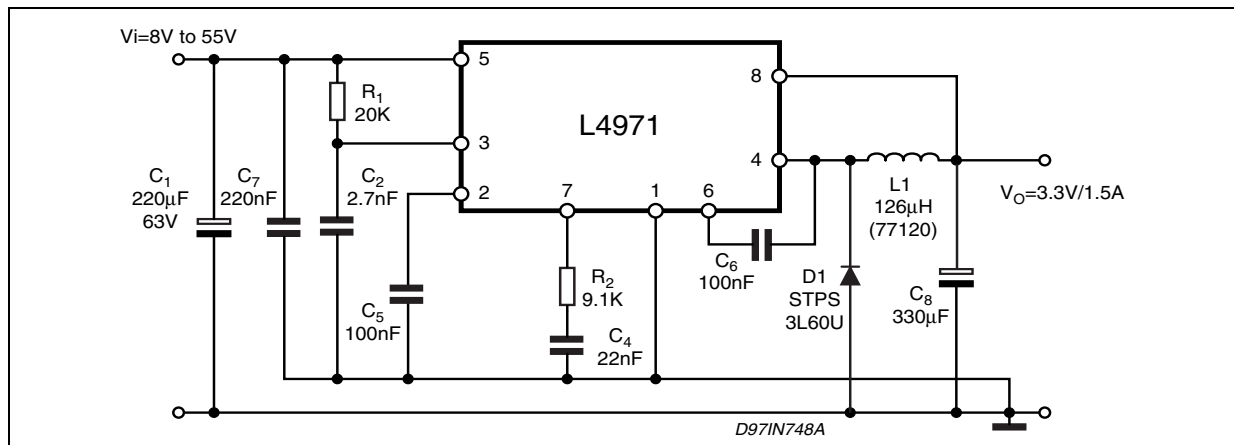 Vi=8V to 55V
5
8
R1
20K
L4971
3
4
C1
220μF
63V
C7
220nF
C2
2.7nF
2
7
1
6
L1
126μH
(77120)
VO=3.3V/1.5A
C6
100nF
R2
9.1K
D1
STPS
3L60U
C8
330μF
C5
100nF
C4
22nF
D97IN748A